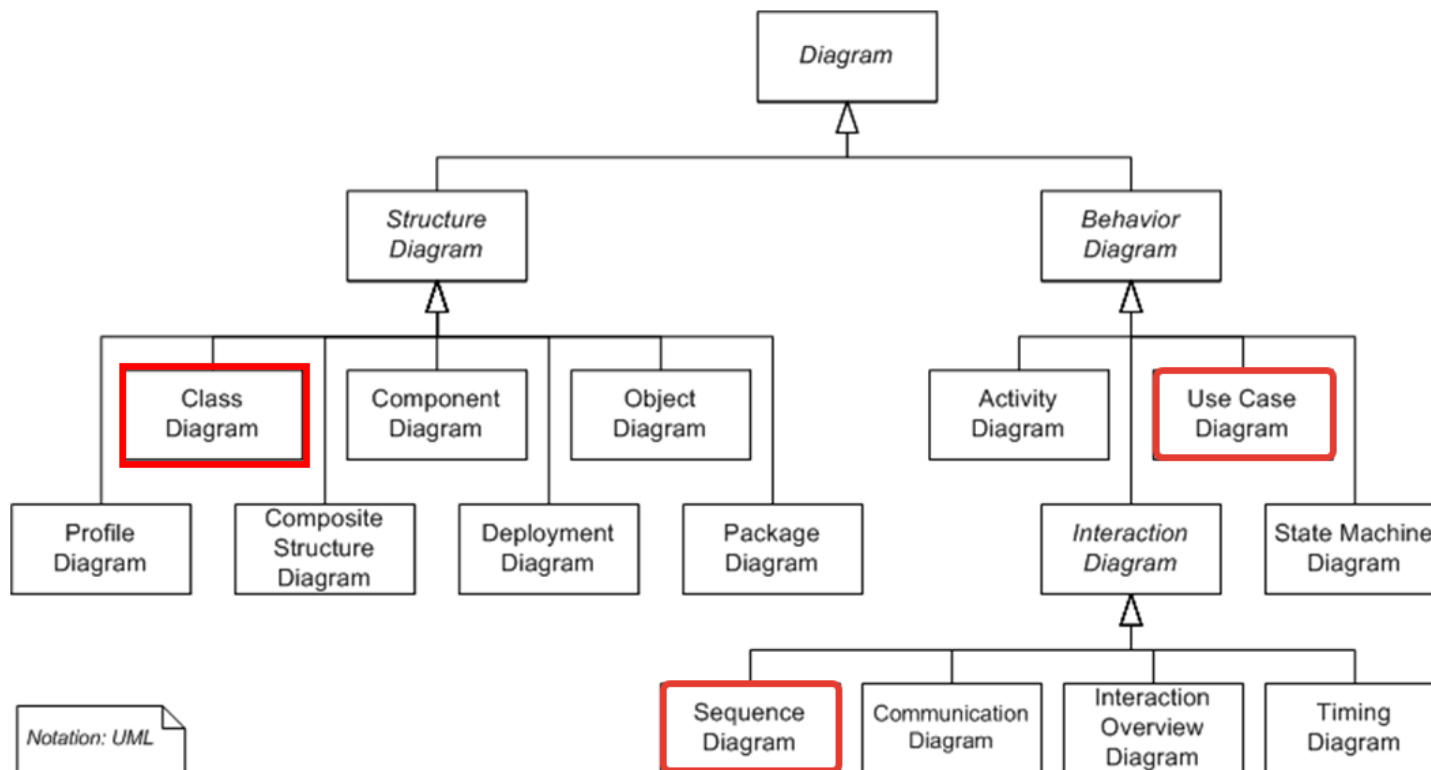 Diagram
Structure
Diagram
Behavior
Diagram
Class
Diagram
Component
Diagram
Object
Diagram
Activity
Diagram
Use Case
Diagram
Profile
Diagram
Composite
Structure
Diagram
Deployment
Diagram
Package
Diagram
Interaction
Diagram
State Machine
Diagram
Sequence
Diagram
Communication
Diagram
Interaction
Overview
Diagram
Timing
Diagram
Notation: UML